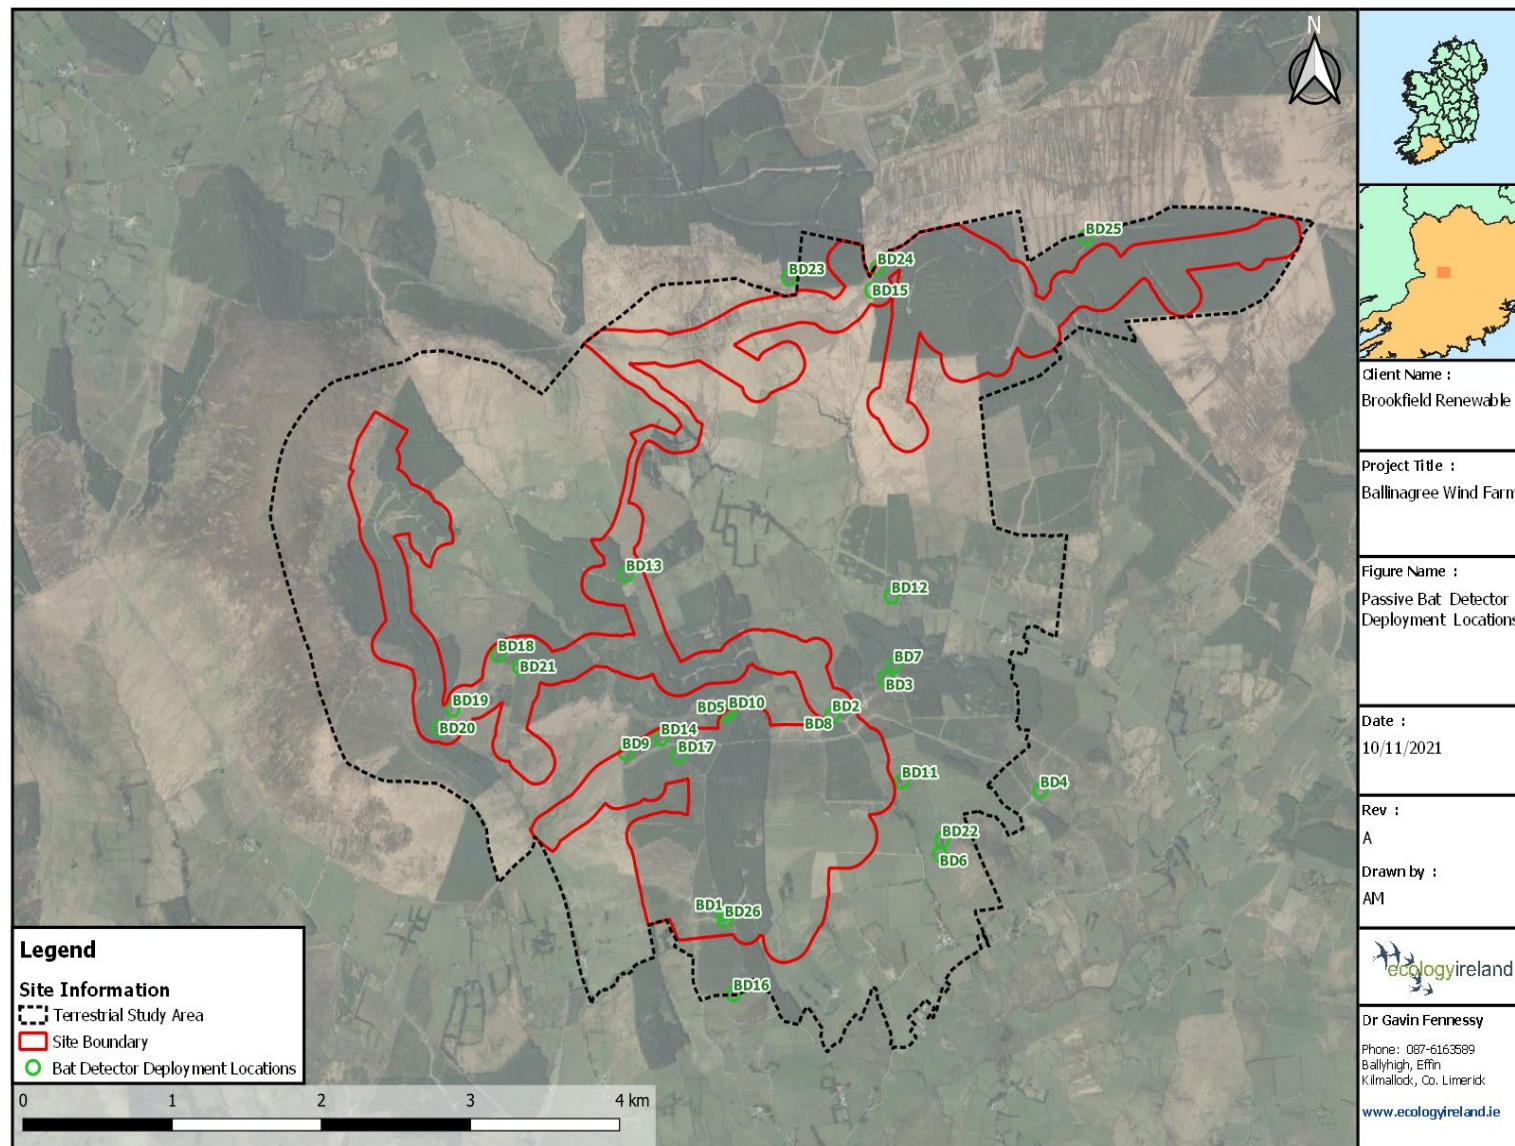 N
BD25
BD24
BD23
BD15
BD13
BD12
BD18
BD7
BD21
BD3
BD19
BD5
BD10
BD2
BD20
BD8
BD14
BD9
BD17
BD11
BD4
BD22
BD6
BD1
BD26
BD16
Legend
Site Information
Terrestrial Study Area
Site Boundary
Bat Detector Deployment Locations
0 1 2 3 4 km
Client Name :
Brookfield Renewable
Project Title :
Ballinagree Wind Farm
Figure Name :
Passive Bat Detector
Deployment Locations
Date :
10/11/2021
Rev :
A
Drawn by :
AM
ecologyireland
Dr Gavin Fennessy
Phone: 087-6163589
Ballyhigh, Effin
Kilmallock, Co. Limerick
www.ecologyireland.ie